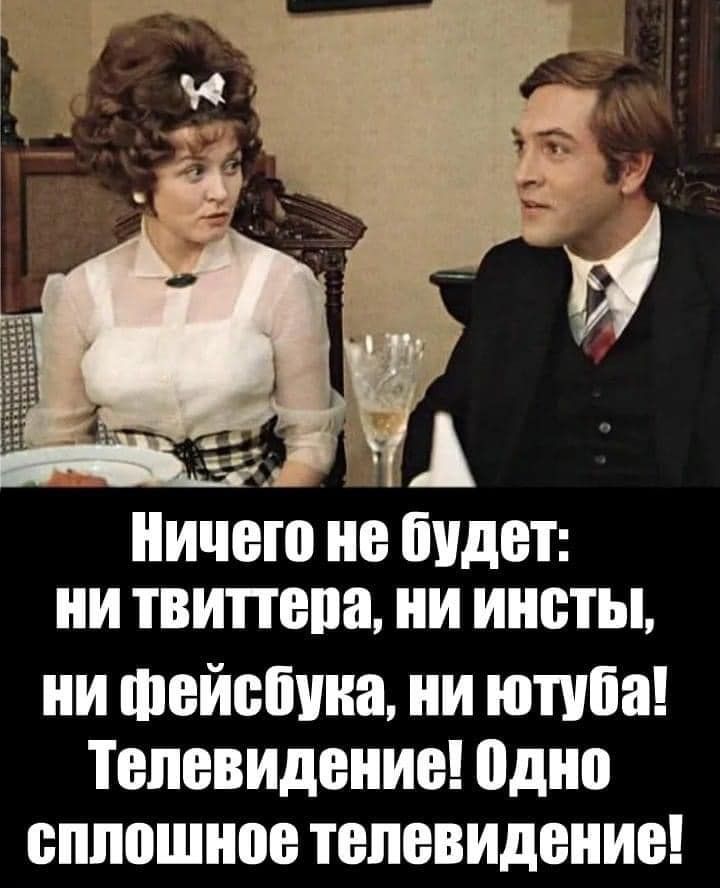 Ничего не будет:
ни твиттера, ни инсты,
ни фейсбука, ни ютуба!
Телевидение! Одно
сплошное телевидение!